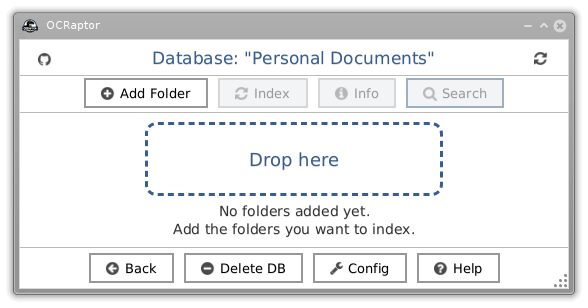 OCRaptor
Database: "Personal Documents"
Add Folder Index Info Search
Drop here
No folders added yet.
Add the folders you want to index.
Back Delete DB Config Help